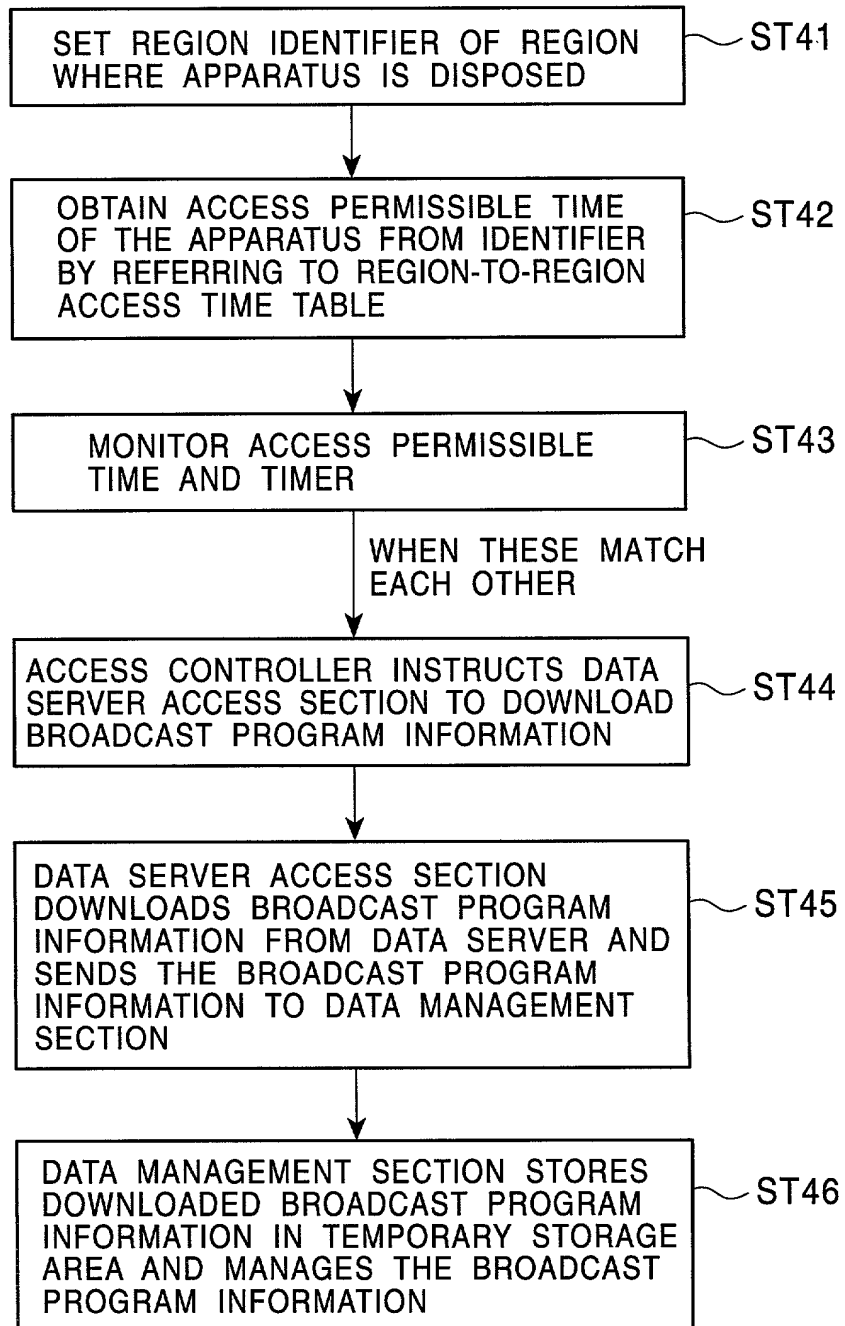 SET REGION IDENTIFIER OF REGION
WHERE APPARATUS IS DISPOSED
ST41
OBTAIN ACCESS PERMISSIBLE TIME
OF THE APPARATUS FROM IDENTIFIER
BY REFERRING TO REGION-TO-REGION
ACCESS TIME TABLE
ST42
MONITOR ACCESS PERMISSIBLE
TIME AND TIMER
ST43
WHEN THESE MATCH
EACH OTHER
ACCESS CONTROLLER INSTRUCTS DATA
SERVER ACCESS SECTION TO DOWNLOAD
BROADCAST PROGRAM INFORMATION
ST44
DATA SERVER ACCESS SECTION
DOWNLOADS BROADCAST PROGRAM
INFORMATION FROM DATA SERVER AND
SENDS THE BROADCAST PROGRAM
INFORMATION TO DATA MANAGEMENT
SECTION
ST45
DATA MANAGEMENT SECTION STORES
DOWNLOADED BROADCAST PROGRAM
INFORMATION IN TEMPORARY STORAGE
AREA AND MANAGES THE BROADCAST
PROGRAM INFORMATION
ST46